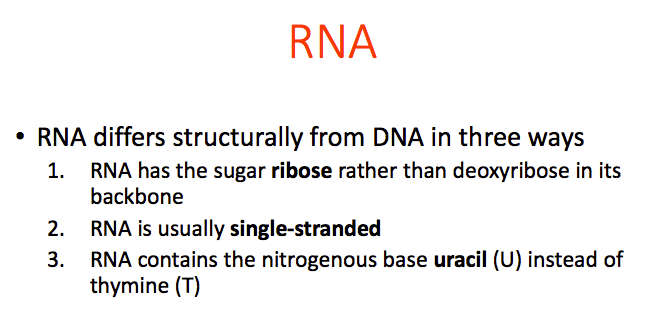 RNA
• RNA differs structurally from DNA in three ways
1. RNA has the sugar ribose rather than deoxyribose in its
backbone
2. RNA is usually single-stranded
3. RNA contains the nitrogenous base uracil (U) instead of
thymine (T)